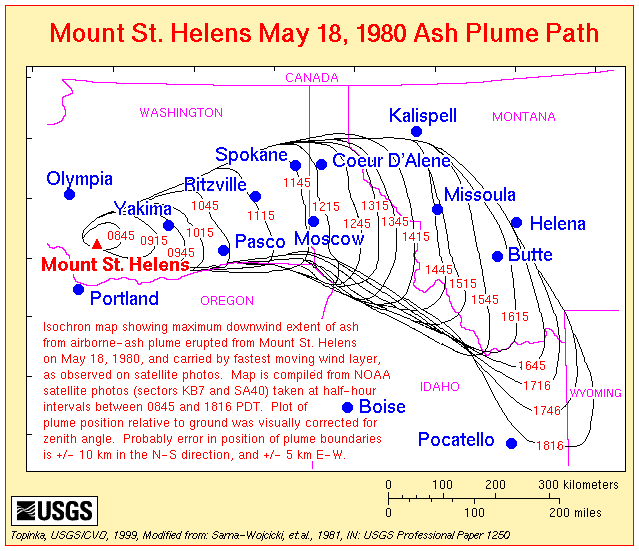 Mount St. Helens May 18, 1980 Ash Plume Path
CANADA
WASHINGTON
MONTANA
Kalispell
Spokane
Coeur D'Alene
Olympia
Ritzville
1145
Missoula
Yakima
1045
1115
1215
1315
1245
1345
1415
Helena
0845
0915
0945
1015
Pasco
Moscow
Butte
Mount St. Helens
1445
1515
1545
1615
Portland
OREGON
Isochron map showing maximum downwind extent of ash
from airborne-ash plume erupted from Mount St. Helens
on May 18, 1980, and carried by fastest moving wind layer,
as observed on satellite photos.  Map is compiled from NOAA
satellite photos (sectors KB7 and SA40) taken at half-hour
intervals between 0845 and 1816 PDT.  Plot of
plume position relative to ground was visually corrected for
zenith angle.  Probably error in position of plume boundaries
is +/- 10 km in the N-S direction, and +/- 5 km E-W.
1645
1716
1746
1816
IDAHO
WYOMING
Boise
Pocatello
USGS
0 100 200 300 kilometers
0 100 200 miles
Topinka, USGS/CVO, 1999, Modified from: Sarna-Wojcicki, et.al., 1981, IN: USGS Professional Paper 1250